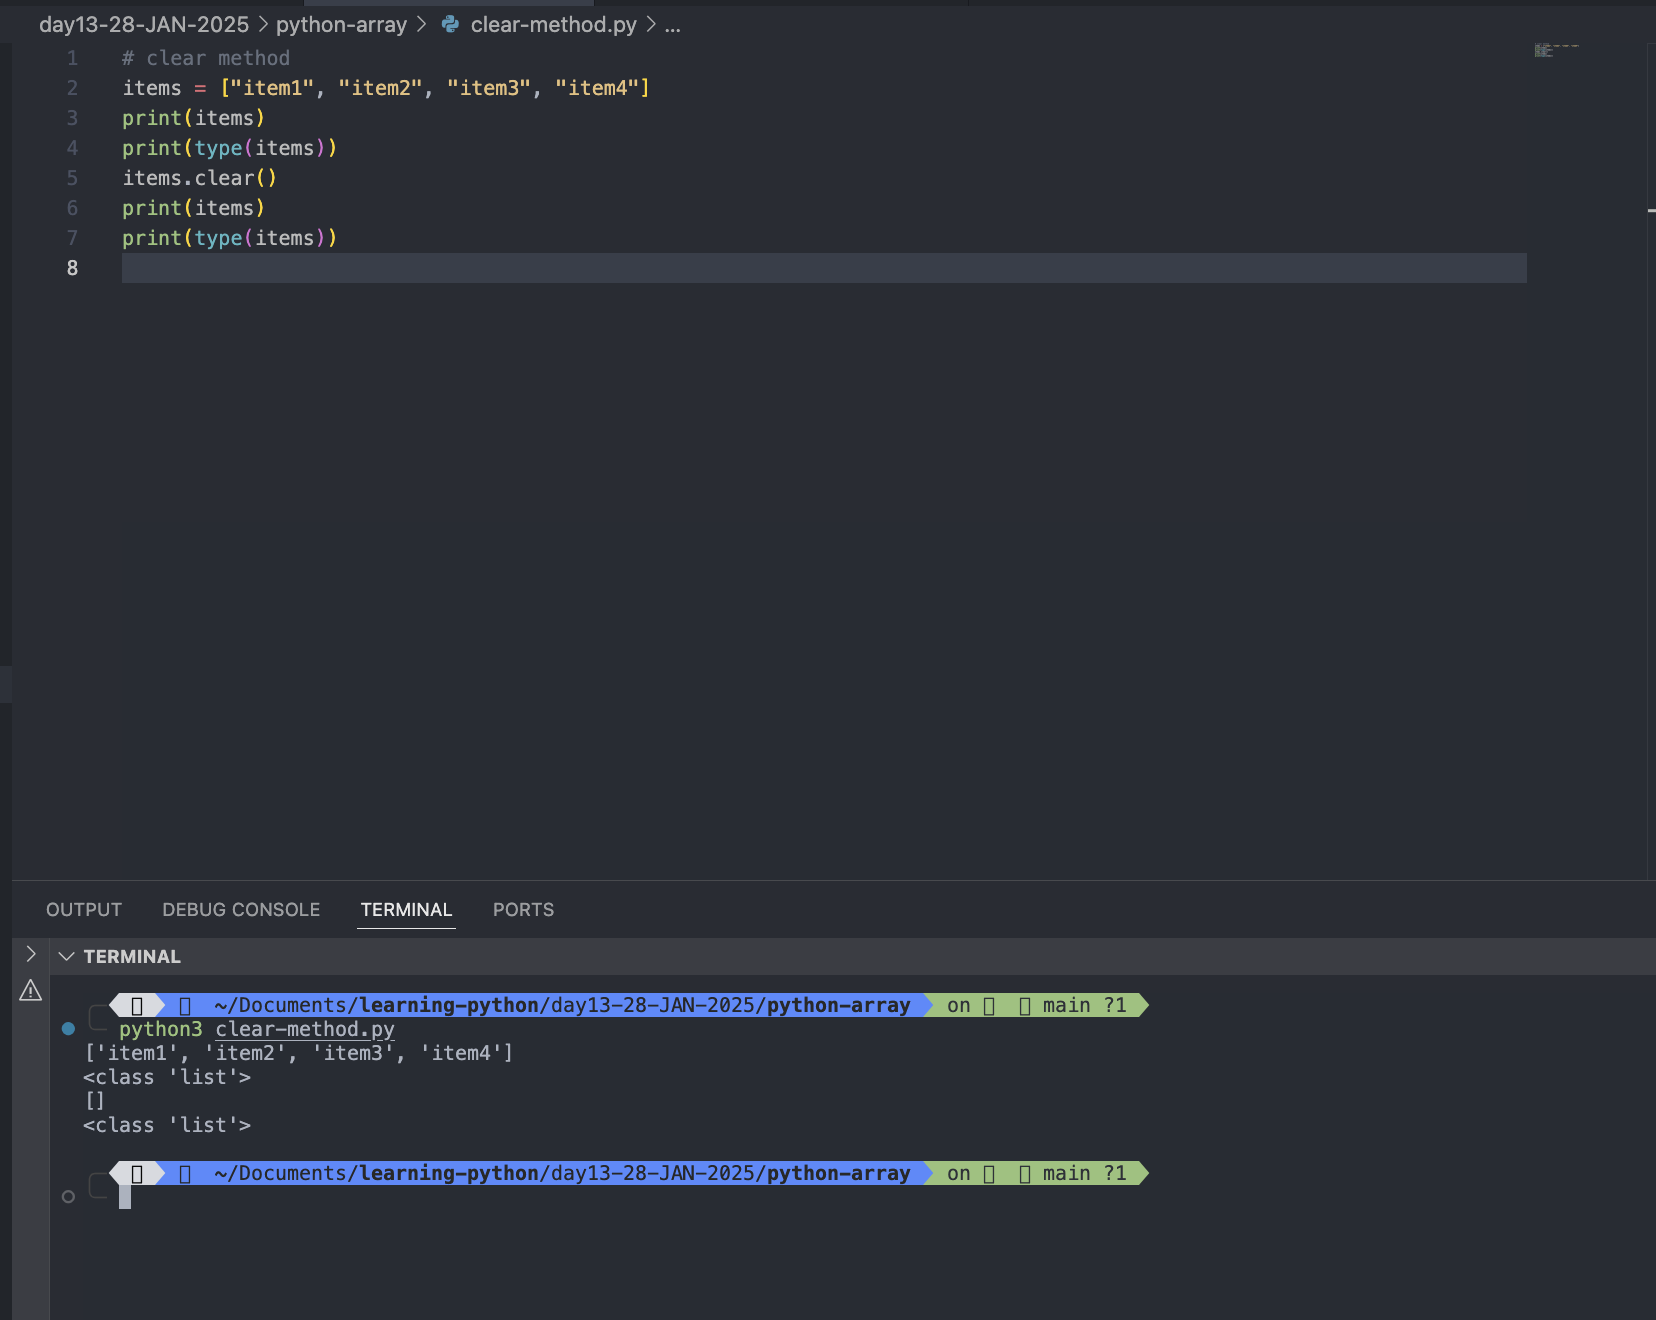 day13-28-JAN-2025 > python-array > clear-method.py > ...
1 # clear method
2 items = ["item1", "item2", "item3", "item4"]
3 print(items)
4 print(type(items))
5 items.clear()
6 print(items)
7 print(type(items))
8
OUTPUT DEBUG CONSOLE TERMINAL PORTS
TERMINAL
~/Documents/learning-python/day13-28-JAN-2025/python-array on main ?1
python3 clear-method.py
['item1', 'item2', 'item3', 'item4']
<class 'list'>
[]
<class 'list'>
~/Documents/learning-python/day13-28-JAN-2025/python-array on main ?1